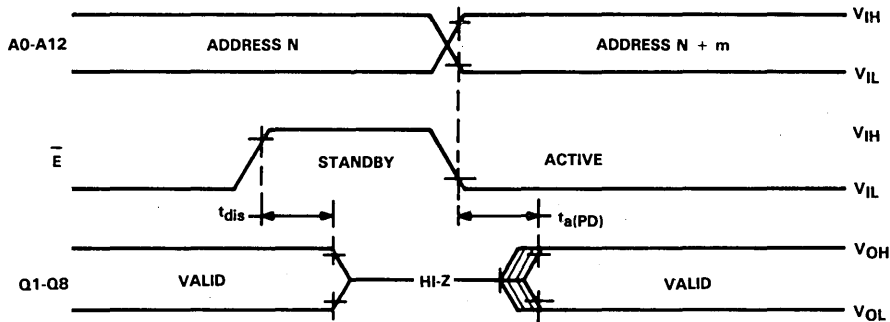 VIH
A0-A12 ADDRESS N ADDRESS N + m
VIL
VIH
E STANDBY ACTIVE
VIL
tdis ta(PD)
VOH
Q1-Q8 VALID HI-Z VALID
VOL